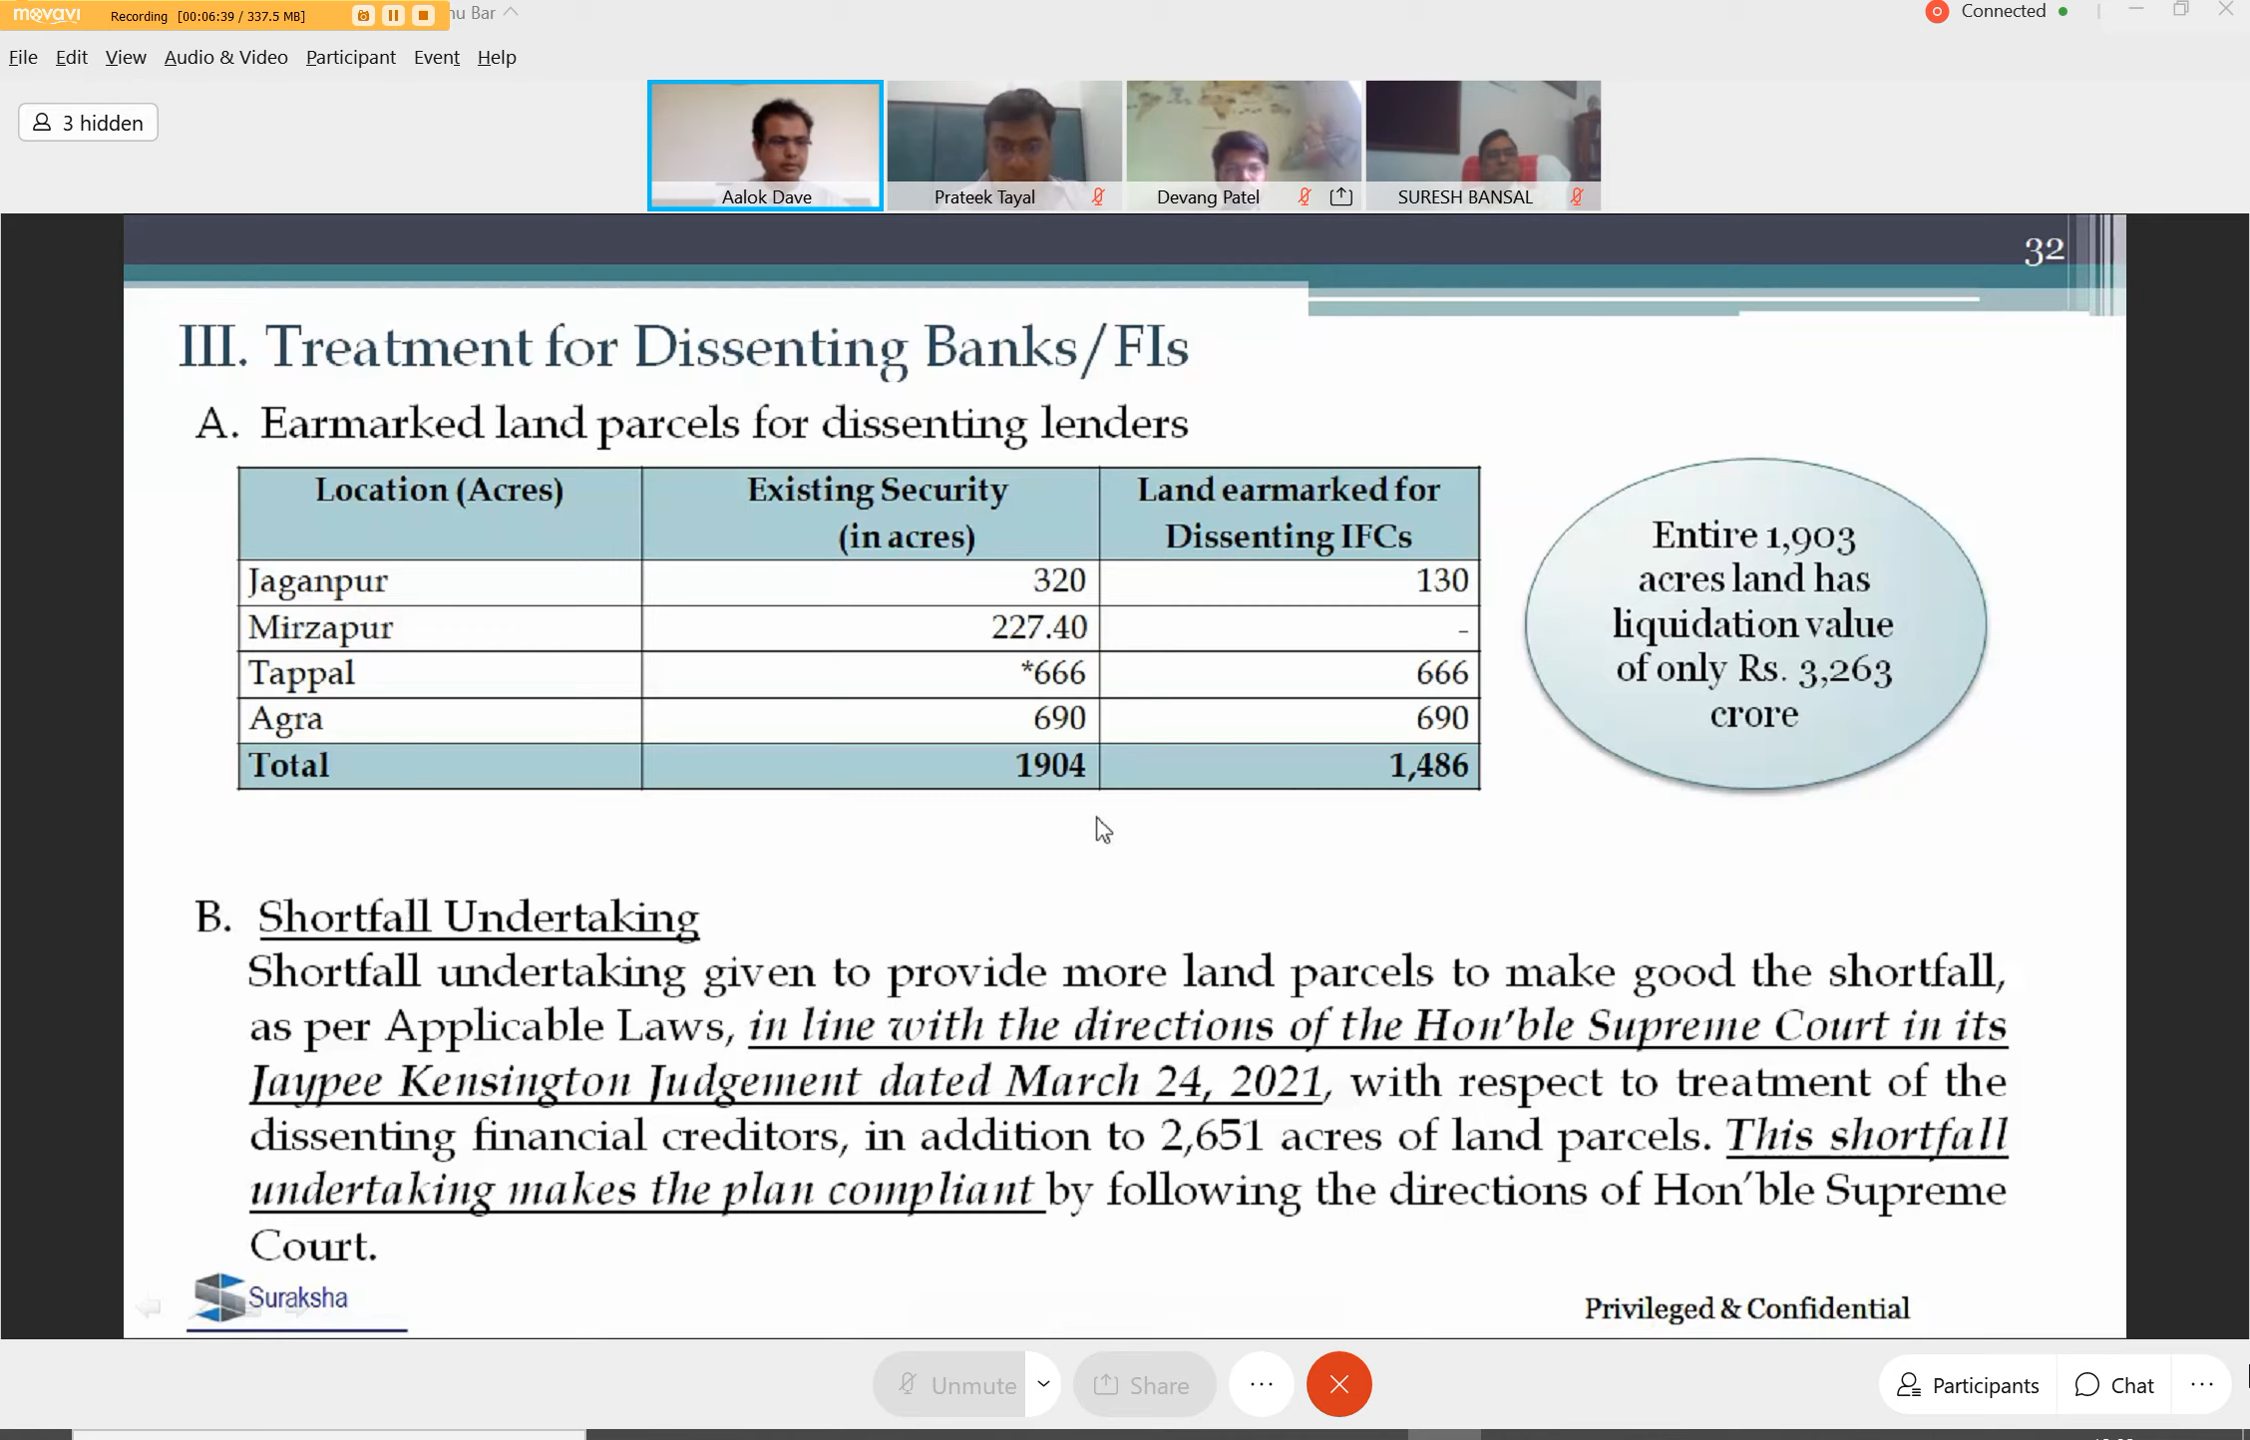 movavi
Recording [00:06:39 / 337.5 MB]
nu Bar
Connected
File Edit View Audio & Video Participant Event Help
3 hidden
Aalok Dave
Prateek Tayal
Devang Patel
SURESH BANSAL
32
III. Treatment for Dissenting Banks/FIs
A. Earmarked land parcels for dissenting lenders
Location (Acres) Existing Security (in acres) Land earmarked for Dissenting IFCs
Jaganpur 320 130
Mirzapur 227.40 -
Tappal *666 666
Agra 690 690
Total 1904 1,486
Entire 1,903
acres land has
liquidation value
of only Rs. 3,263
crore
B. Shortfall Undertaking
Shortfall undertaking given to provide more land parcels to make good the shortfall,
as per Applicable Laws, in line with the directions of the Hon'ble Supreme Court in its
Jaypee Kensington Judgement dated March 24, 2021, with respect to treatment of the
dissenting financial creditors, in addition to 2,651 acres of land parcels. This shortfall
undertaking makes the plan compliant by following the directions of Hon'ble Supreme
Court.
Suraksha
Privileged & Confidential
Unmute
Share
Participants
Chat